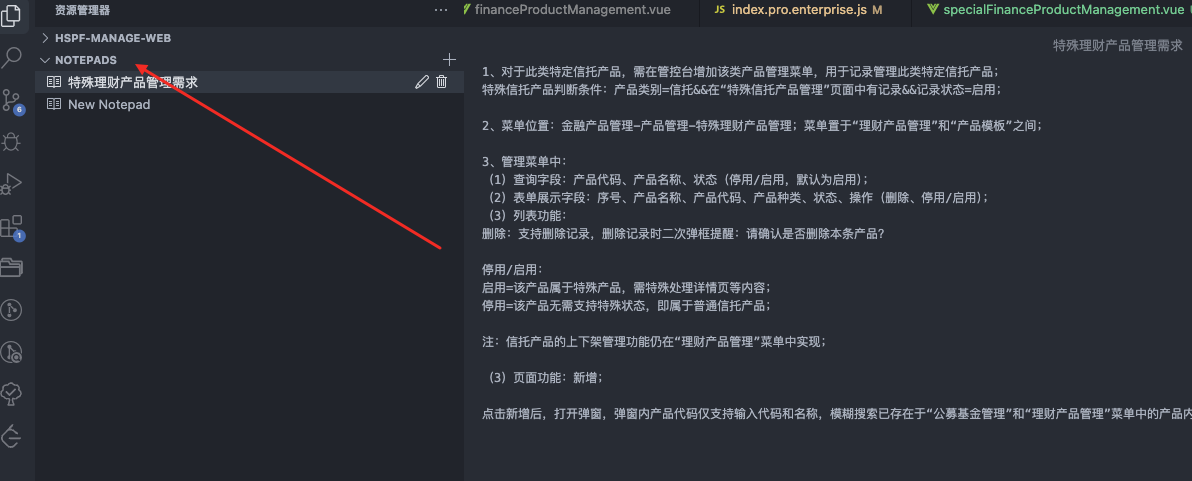 资源管理器
···
financeProductManagement.vue
JS index.pro.enterprise.js M
specialFinanceProductManagement.vue U
HSPF-MANAGE-WEB
特殊理财产品管理需求
NOTEPADS
特殊理财产品管理需求
New Notepad
6
1
1、对于此类特定信托产品，需在管控台增加该类产品管理菜单，用于记录管理此类特定信托产品；
特殊信托产品判断条件：产品类别=信托&&在“特殊信托产品管理”页面中有记录&&记录状态=启用；
2、菜单位置：金融产品管理-产品管理-特殊理财产品管理；菜单置于“理财产品管理”和“产品模板”之间；
3、管理菜单中：
（1）查询字段：产品代码、产品名称、状态（停用/启用，默认为启用）；
（2）表单展示字段：序号、产品名称、产品代码、产品种类、状态、操作（删除、停用/启用）；
（3）列表功能：
删除：支持删除记录，删除记录时二次弹框提醒：请确认是否删除本条产品？
停用/启用：
启用=该产品属于特殊产品，需特殊处理详情页等内容；
停用=该产品无需支持特殊状态，即属于普通信托产品；
注：信托产品的上下架管理功能仍在“理财产品管理”菜单中实现；
（3）页面功能：新增；
点击新增后，打开弹窗，弹窗内产品代码仅支持输入代码和名称，模糊搜索已存在于“公募基金管理”和“理财产品管理”菜单中的产品内